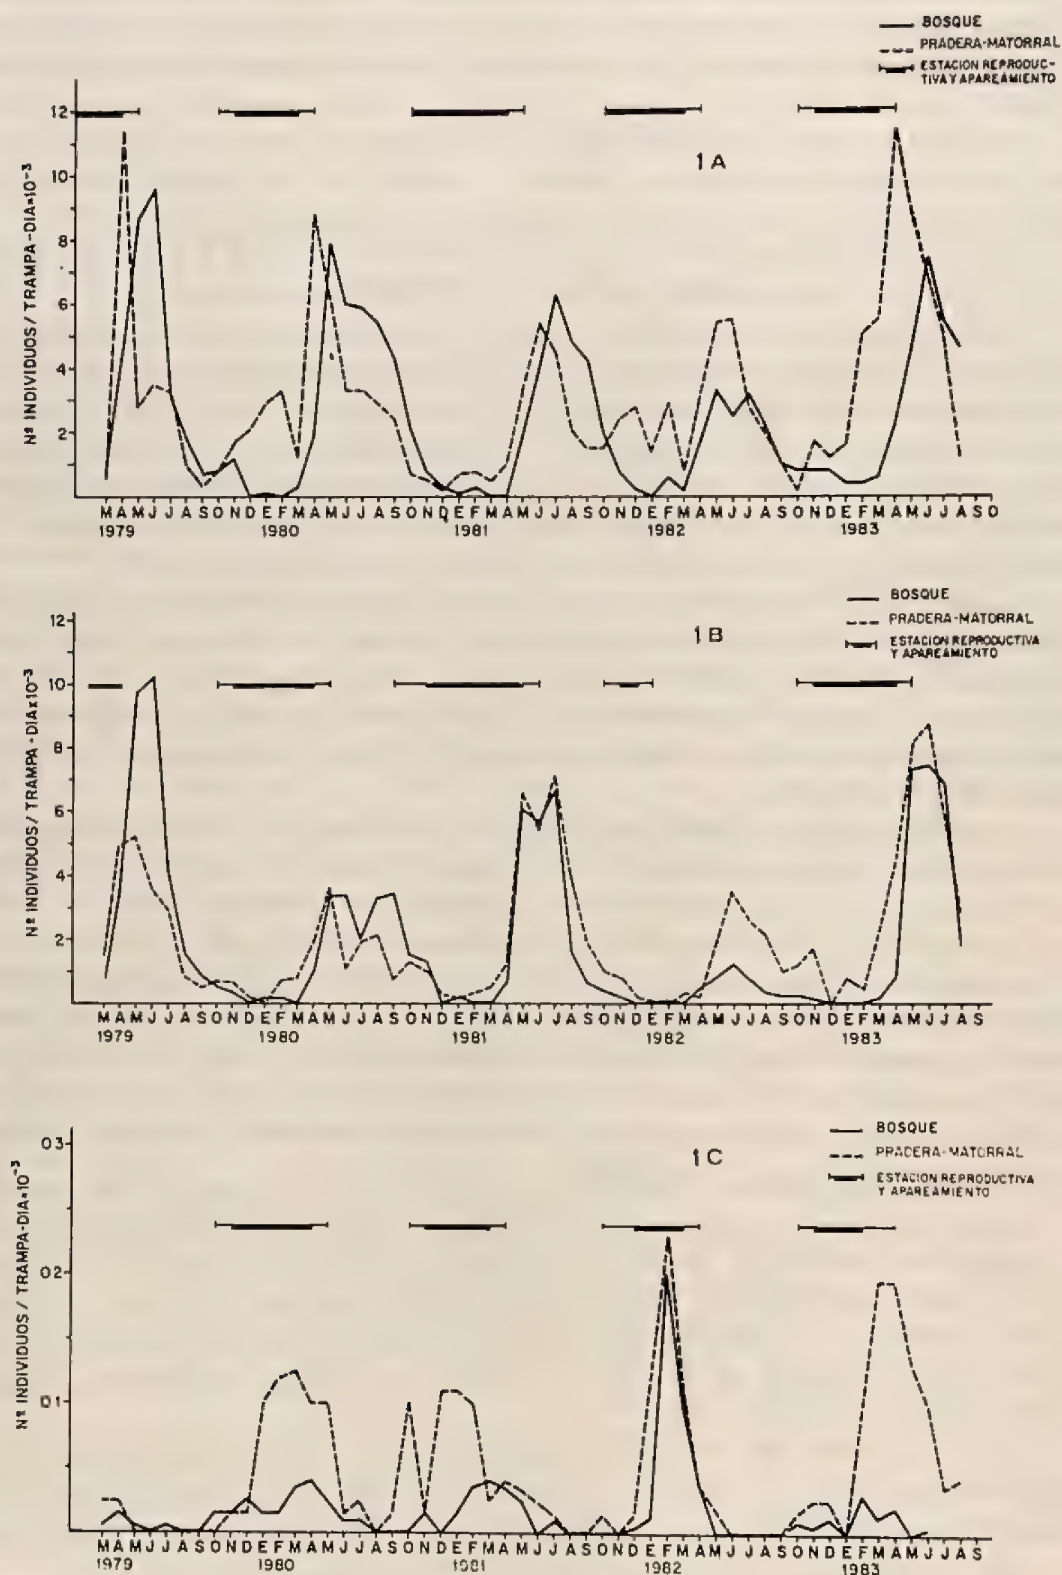 BOSQUE
PRADERA-MATORRAL
ESTACION REPRODUC-
TIVA Y APAREAMIENTO
1A
Nº INDIVIDUOS / TRAMPA-DIA×10⁻³
12
10
8
6
4
2
M A M J J A S O N D E F M A M J J A S O N D E F M A M J J A S O N D E F M A M J J A S O N D E F M A M J J A S O
1979 1980 1981 1982 1983
BOSQUE
PRADERA-MATORRAL
ESTACION REPRODUCTIVA
Y APAREAMIENTO
1B
Nº INDIVIDUOS / TRAMPA-DIA×10⁻³
12
10
8
6
4
2
M A M J J A S O N D E F M A M J J A S O N D E F M A M J J A S O N D E F M A M J J A S O N D E F M A M J J A S
1979 1980 1981 1982 1983
BOSQUE
PRADERA-MATORRAL
ESTACION REPRODUCTIVA
Y APAREAMIENTO
1C
Nº INDIVIDUOS / TRAMPA-DIA×10⁻³
03
02
01
M A M J J A S O N D E F M A M J J A S O N D E F M A M J J A S O N D E F M A M J J A S O N D E F M A M J J A S
1979 1980 1981 1982 1983